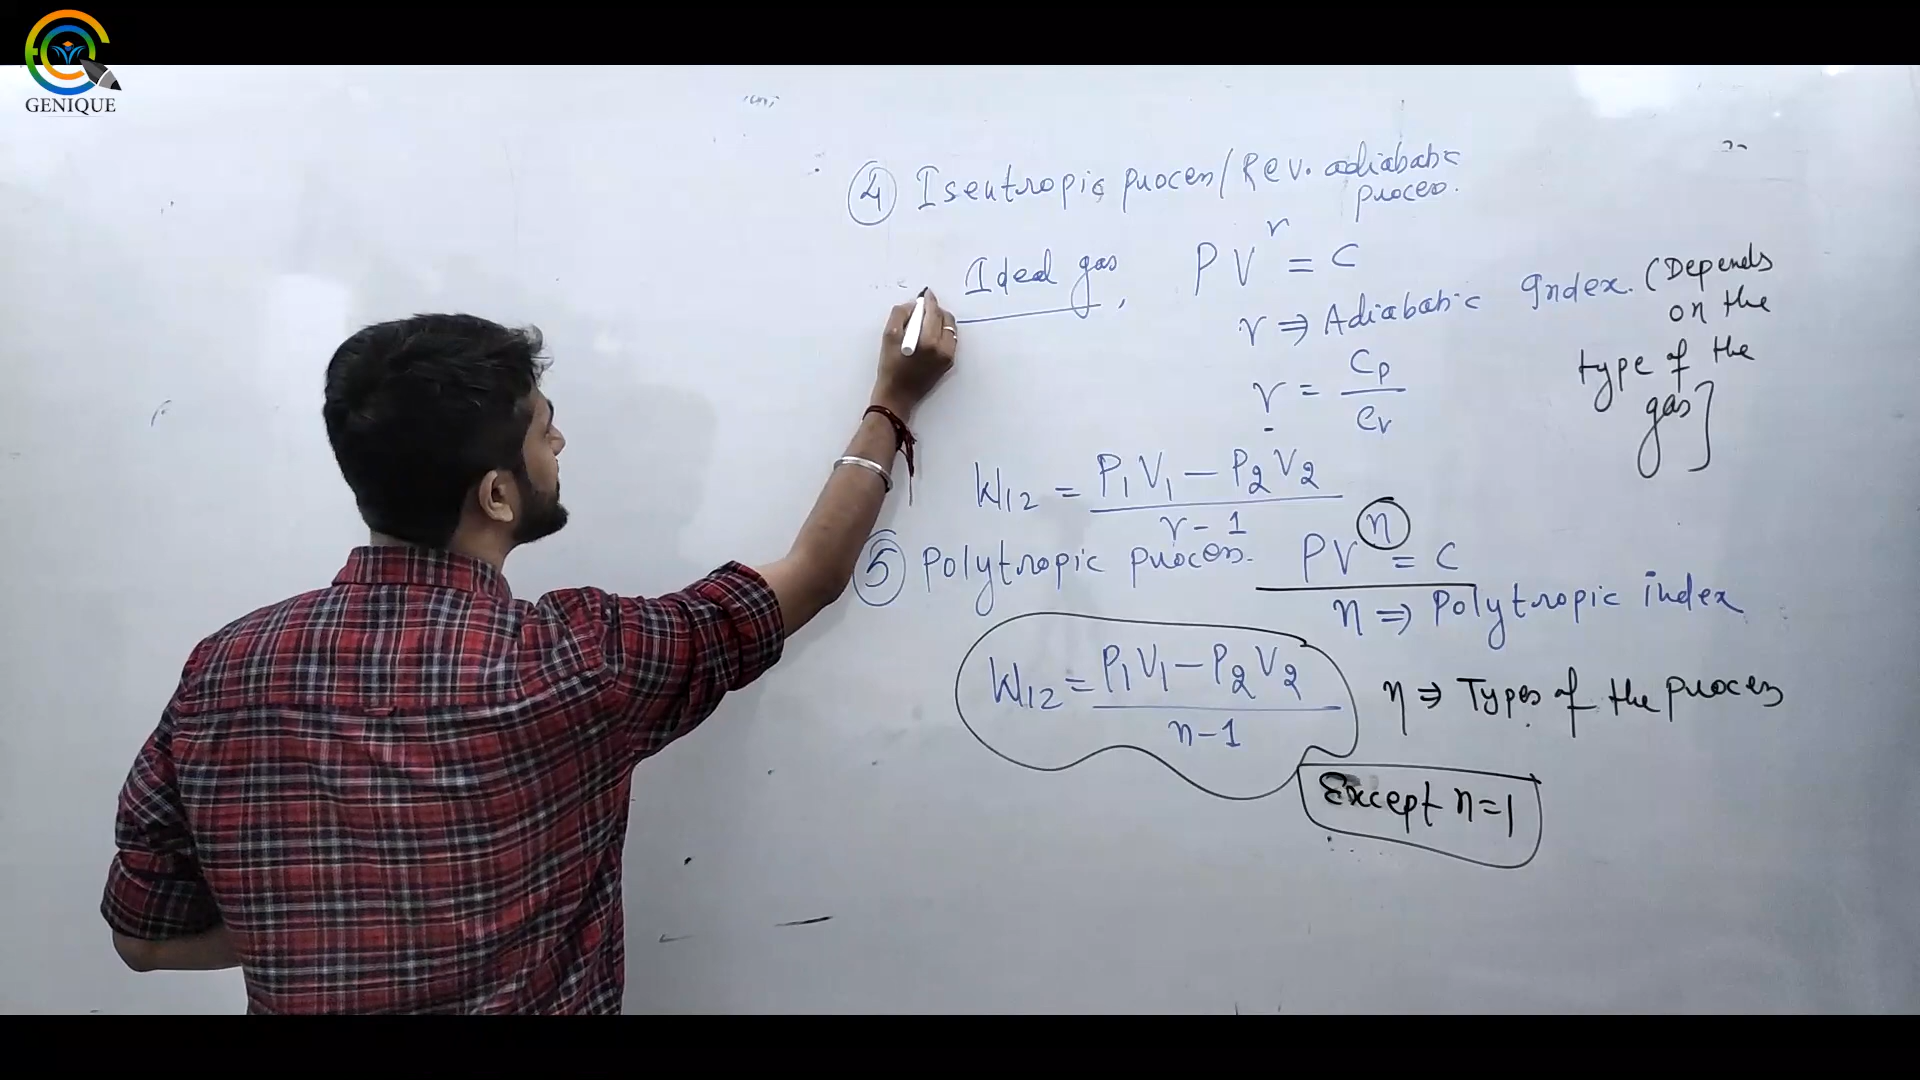 GENIQUE
④ Isentropic process/Rev. adiabatic
process.
Ideal gas, PV^γ = C
γ ⇒ Adiabatic Index. (Depends
on the
type of the
gas]
γ = Cp/Cv
W12 = P1V1 − P2V2 / γ − 1
⑤ Polytropic process. PV^n = C
n ⇒ Polytropic index
W12 = P1V1 − P2V2 / n − 1
n ⇒ Types of the process
Except n=1